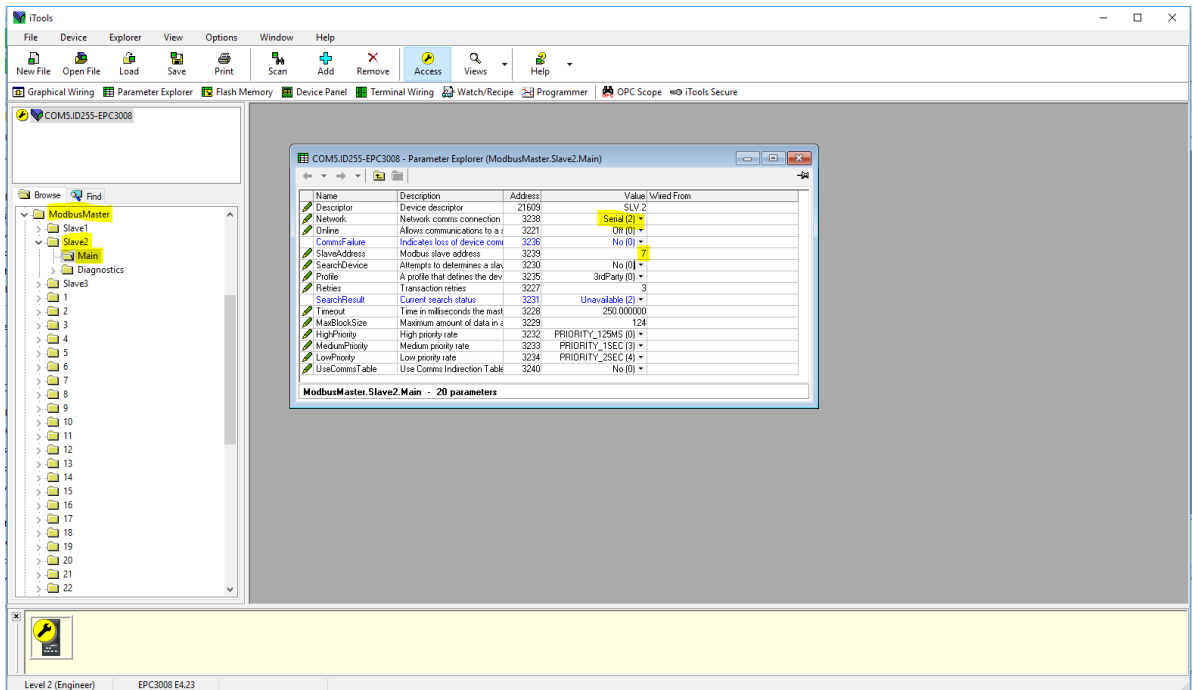 iTools
File Device Explorer View Options Window Help
New File Open File Load Save Print Scan Add Remove Access Views Help
Graphical Wiring Parameter Explorer Flash Memory Device Panel Terminal Wiring Watch/Recipe Programmer OPC Scope iTools Secure
COM5.ID255-EPC3008
Browse Find
ModbusMaster
Slave1
Slave2
Main
Diagnostics
Slave3
1
2
3
4
5
6
7
8
9
10
11
12
13
14
15
16
17
18
19
20
21
22
COM5.ID255-EPC3008 - Parameter Explorer (ModbusMaster.Slave2.Main)
Name Description Address Value Wired From
Descriptor Device descriptor 21609 SLV.2
Network Network comms connection 3238 Serial (2)
Online Allows communications to a s 3221 Off (0)
CommsFailure Indicates loss of device comm 3236 No (0)
SlaveAddress Modbus slave address 3239 7
SearchDevice Attempts to determines a slav 3230 No (0)
Profile A profile that defines the dev 3235 3rdParty (0)
Retries Transaction retries 3227 3
SearchResult Current search status 3231 Unavailable (2)
Timeout Time in milliseconds the mast 3228 250.000000
MaxBlockSize Maximum amount of data in a 3229 124
HighPriority High priority rate 3232 PRIORITY_125MS (0)
MediumPriority Medium priority rate 3233 PRIORITY_1SEC (3)
LowPriority Low priority rate 3234 PRIORITY_2SEC (4)
UseCommsTable Use Comms Indirection Table 3240 No (0)
ModbusMaster.Slave2.Main - 20 parameters
Level 2 (Engineer) EPC3008 E4.23